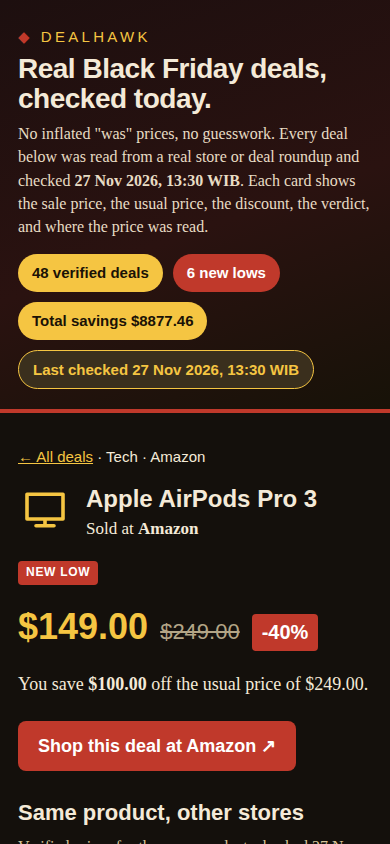 ◆ DEALHAWK
Real Black Friday deals,
checked today.
No inflated "was" prices, no guesswork. Every deal
below was read from a real store or deal roundup and
checked 27 Nov 2026, 13:30 WIB. Each card shows
the sale price, the usual price, the discount, the verdict,
and where the price was read.
48 verified deals
6 new lows
Total savings $8877.46
Last checked 27 Nov 2026, 13:30 WIB
← All deals · Tech · Amazon
Apple AirPods Pro 3
Sold at Amazon
NEW LOW
$149.00 $249.00 -40%
You save $100.00 off the usual price of $249.00.
Shop this deal at Amazon ↗
Same product, other stores